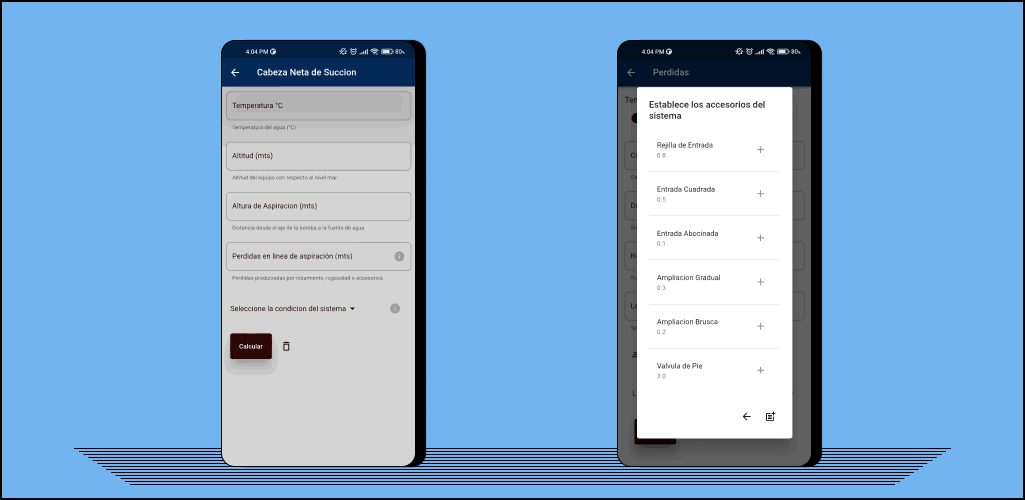 4:04 PM
80%
Cabeza Neta de Succion
Temperatura °C
Temperatura del agua (°C)
Altitud (mts)
Altitud del equipo con respecto al nivel mar
Altura de Aspiracion (mts)
Distancia desde el eje de la bomba a la fuente de agua
Perdidas en linea de aspiración (mts)
Perdidas produciadas por rozamiento, rugosidad o accesorios
Seleccione la condicion del sistema
Calcular
4:04 PM
80%
Perdidas
Establece los accesorios del
sistema
Rejilla de Entrada
0.8
Entrada Cuadrada
0.5
Entrada Abocinada
0.1
Ampliacion Gradual
0.3
Ampliacion Brusca
0.2
Valvula de Pie
3.0